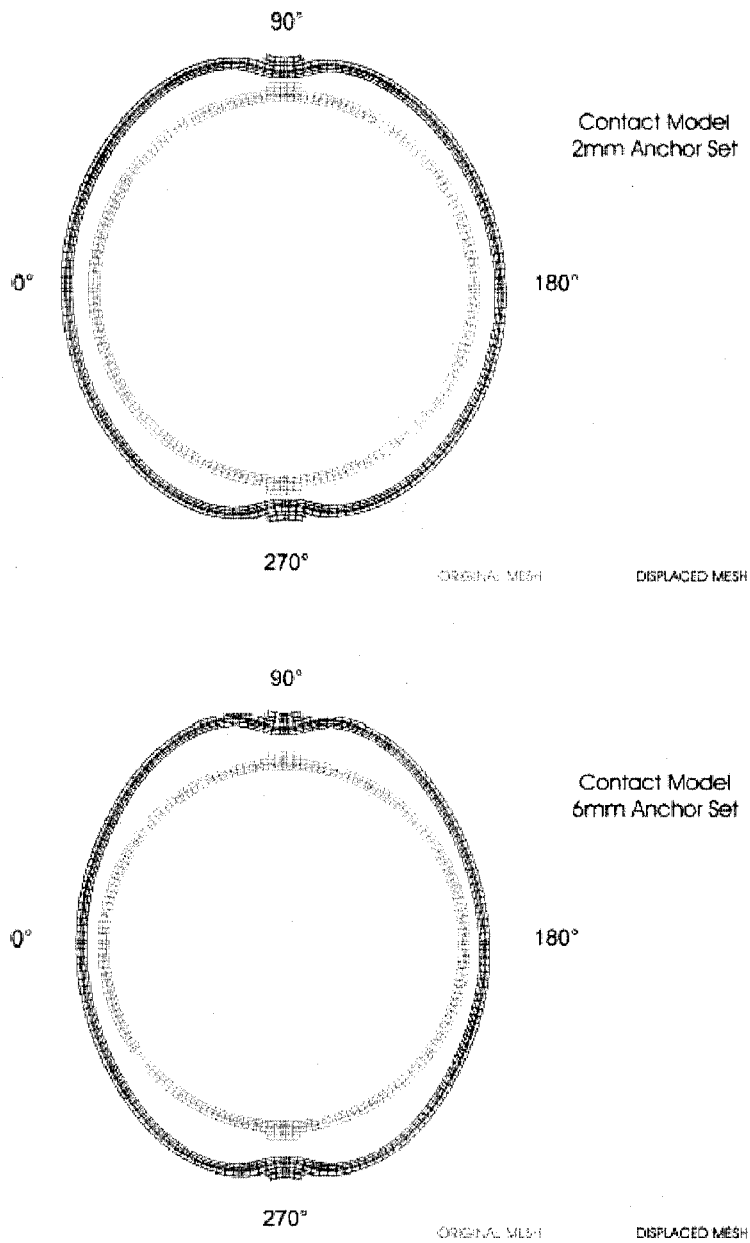 90°
Contact Model
2mm Anchor Set
0°
180°
270°
ORIGINAL MESH
DISPLACED MESH
90°
Contact Model
6mm Anchor Set
0°
180°
270°
ORIGINAL MESH
DISPLACED MESH